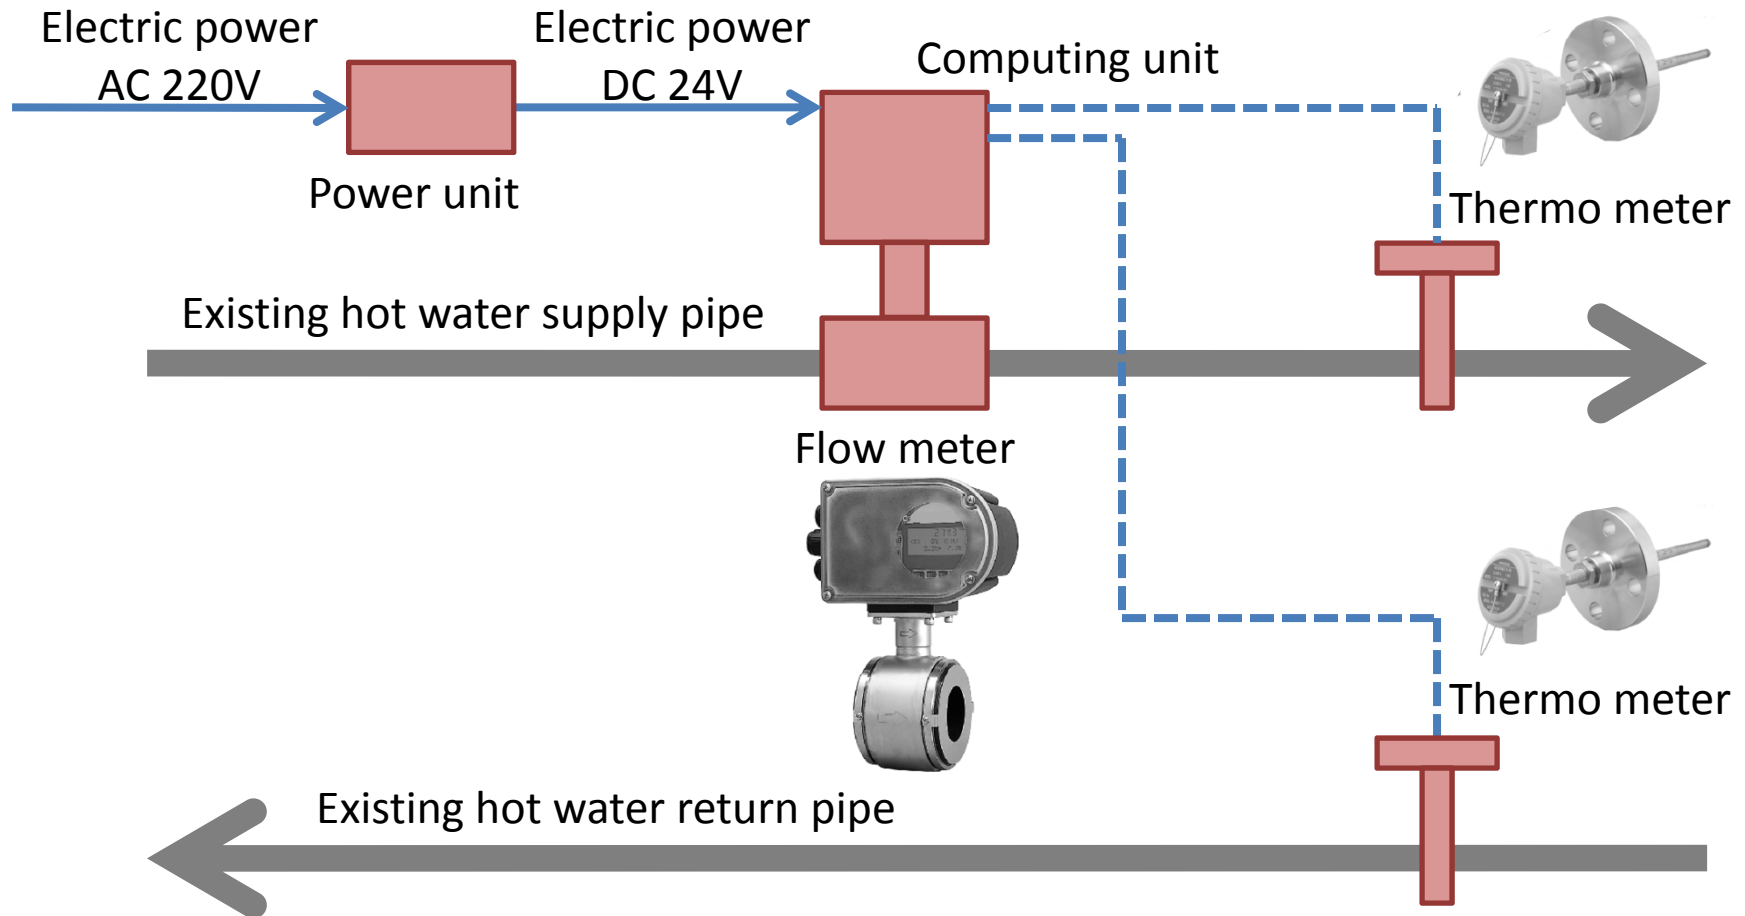 Electric power
AC 220V
Electric power
DC 24V
Computing unit
Power unit
Thermo meter
Existing hot water supply pipe
Flow meter
Thermo meter
Existing hot water return pipe